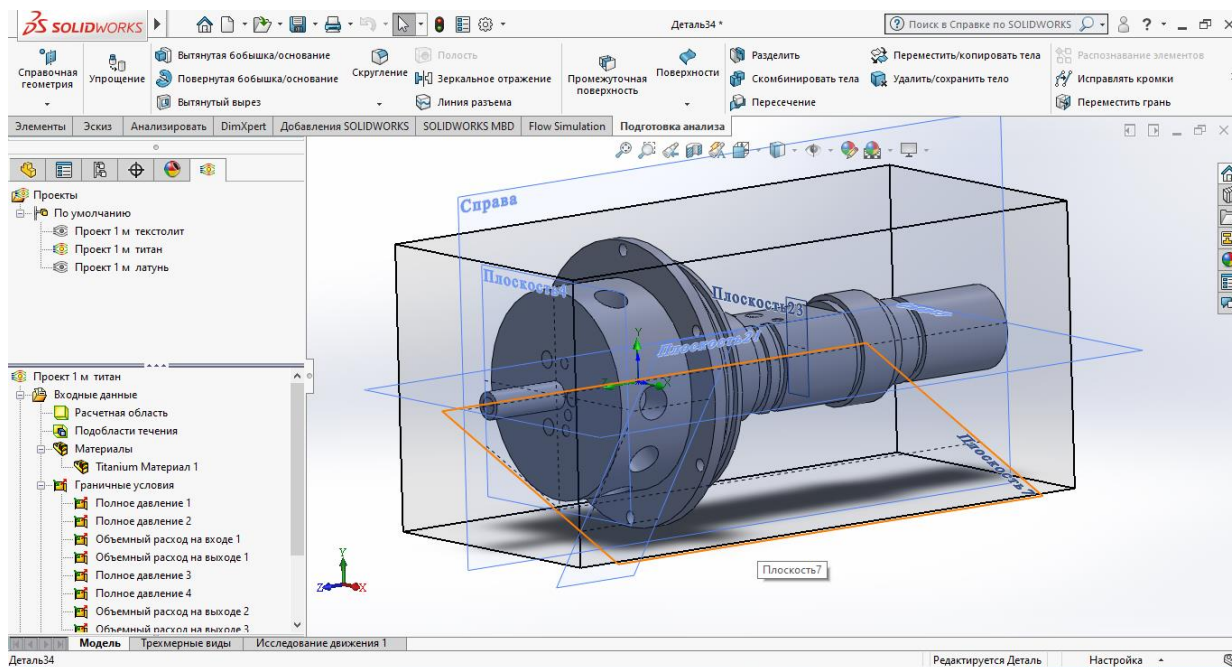 SOLIDWORKS
Деталь34 *
Поиск в Справке по SOLIDWORKS
Справочная геометрия
Упрощение
Вытянутая бобышка/основание
Повернутая бобышка/основание
Вытянутый вырез
Скругление
Полость
Зеркальное отражение
Линия разъема
Промежуточная поверхность
Поверхности
Разделить
Скомбинировать тела
Пересечение
Переместить/копировать тела
Удалить/сохранить тело
Распознавание элементов
Исправлять кромки
Переместить грань
Элементы
Эскиз
Анализировать
DimXpert
Добавления SOLIDWORKS
SOLIDWORKS MBD
Flow Simulation
Подготовка анализа
Проекты
По умолчанию
Проект 1 м текстолит
Проект 1 м титан
Проект 1 м латунь
Проект 1 м титан
Входные данные
Расчетная область
Подобласти течения
Материалы
Titanium Материал 1
Граничные условия
Полное давление 1
Полное давление 2
Объемный расход на входе 1
Объемный расход на выходе 1
Полное давление 3
Полное давление 4
Объемный расход на выходе 2
Объемный расход на выходе 3
Справа
Плоскость4
Плоскость23
Плоскость21
Плоскость7
Плоскость7
Y
Z
X
Y
Z
X
Модель
Трехмерные виды
Исследование движения 1
Деталь34
Редактируется Деталь
Настройка